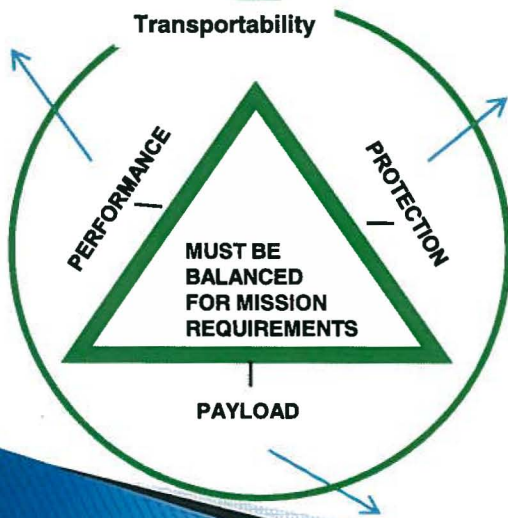 Transportability
PERFORMANCE
PROTECTION
MUST BE
BALANCED
FOR MISSION
REQUIREMENTS
PAYLOAD